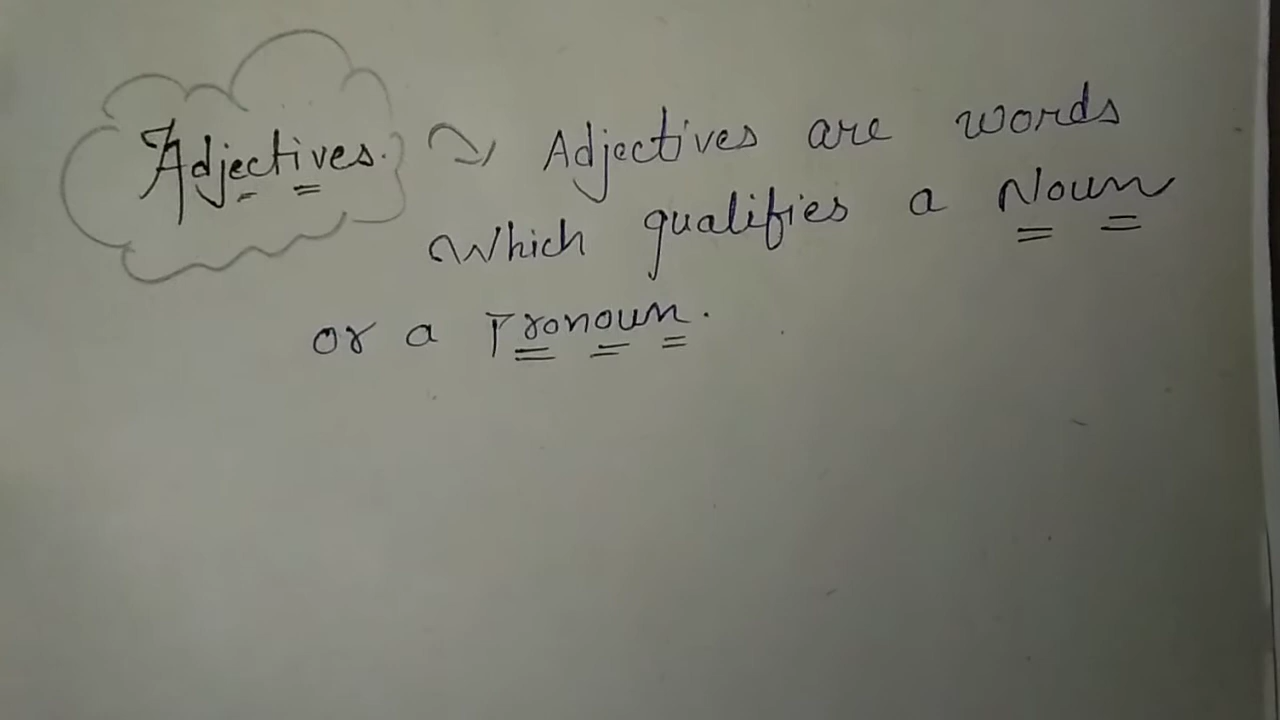 Adjectives. Adjectives are words
Which qualifies a Noun
or a Pronoun.